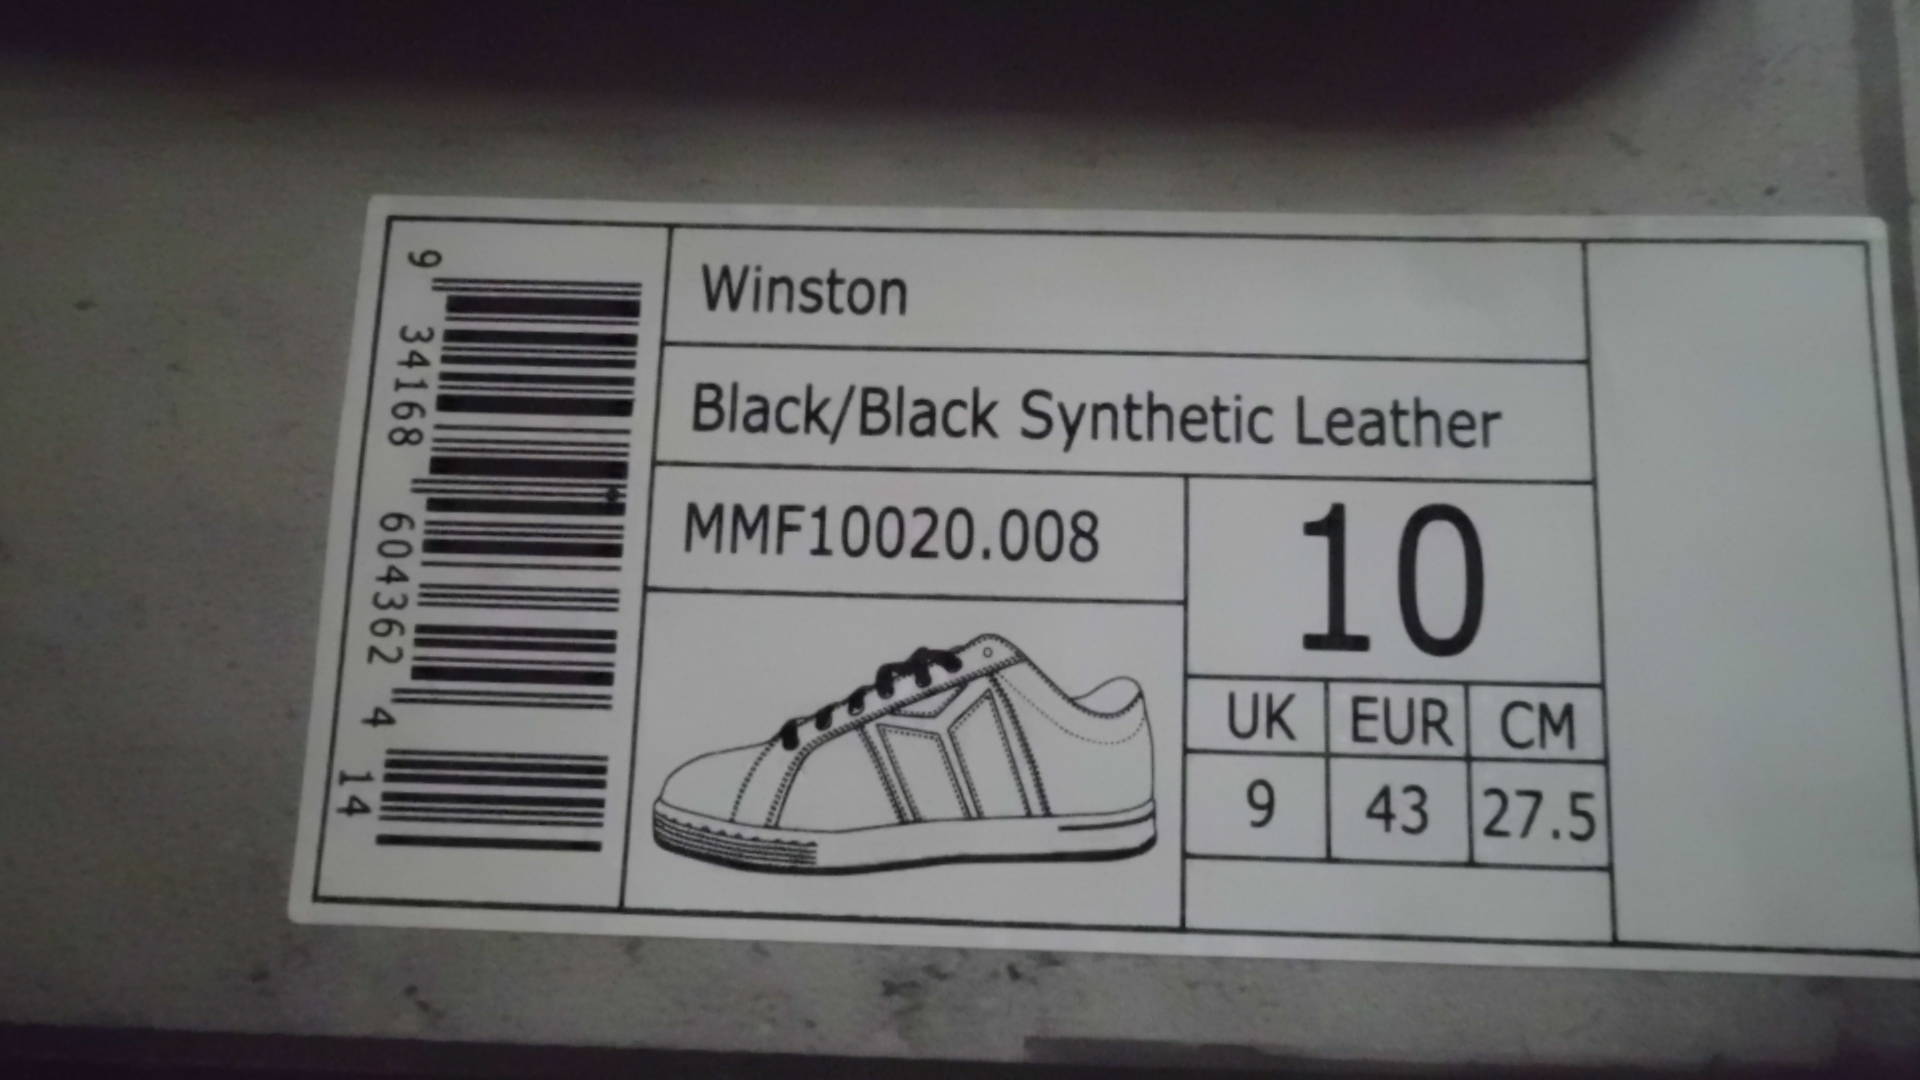 9 34168 604362 4 14
Winston
Black/Black Synthetic Leather
MMF10020.008
10
UK EUR CM
9 43 27.5